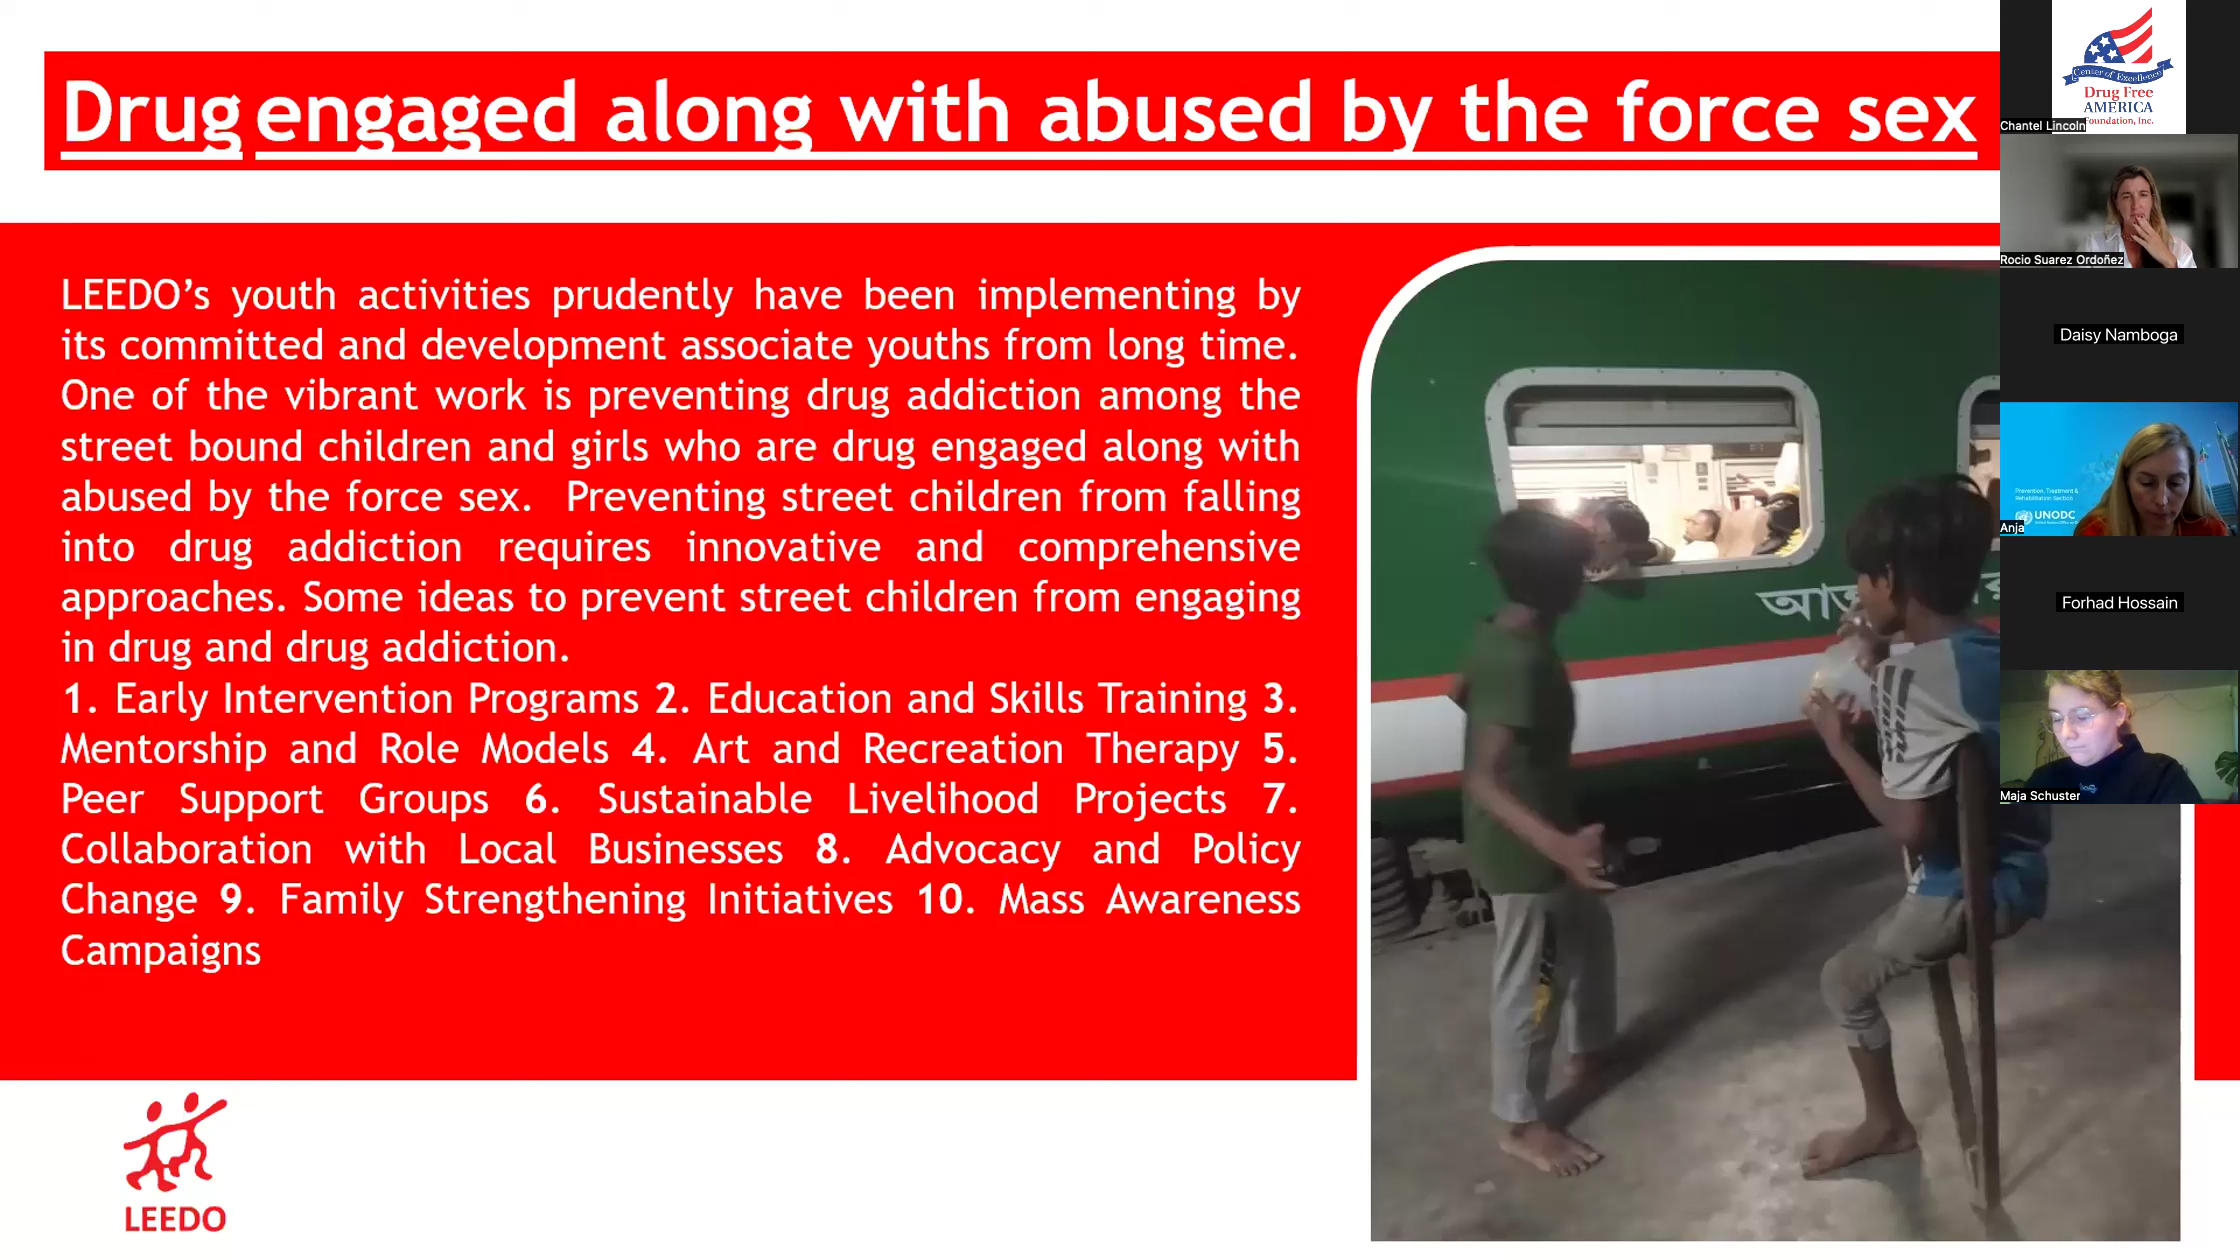 Drug engaged along with abused by the force sex
LEEDO’s youth activities prudently have been implementing by
its committed and development associate youths from long time.
One of the vibrant work is preventing drug addiction among the
street bound children and girls who are drug engaged along with
abused by the force sex. Preventing street children from falling
into drug addiction requires innovative and comprehensive
approaches. Some ideas to prevent street children from engaging
in drug and drug addiction.
1. Early Intervention Programs 2. Education and Skills Training 3.
Mentorship and Role Models 4. Art and Recreation Therapy 5.
Peer Support Groups 6. Sustainable Livelihood Projects 7.
Collaboration with Local Businesses 8. Advocacy and Policy
Change 9. Family Strengthening Initiatives 10. Mass Awareness
Campaigns
LEEDO
Center of Excellence
Drug Free
AMERICA
Foundation, Inc.
Chantel Lincoln
Rocio Suarez Ordoñez
Daisy Namboga
Prevention, Treatment &
Rehabilitation Section
UNODC
Anja
Forhad Hossain
Maja Schuster